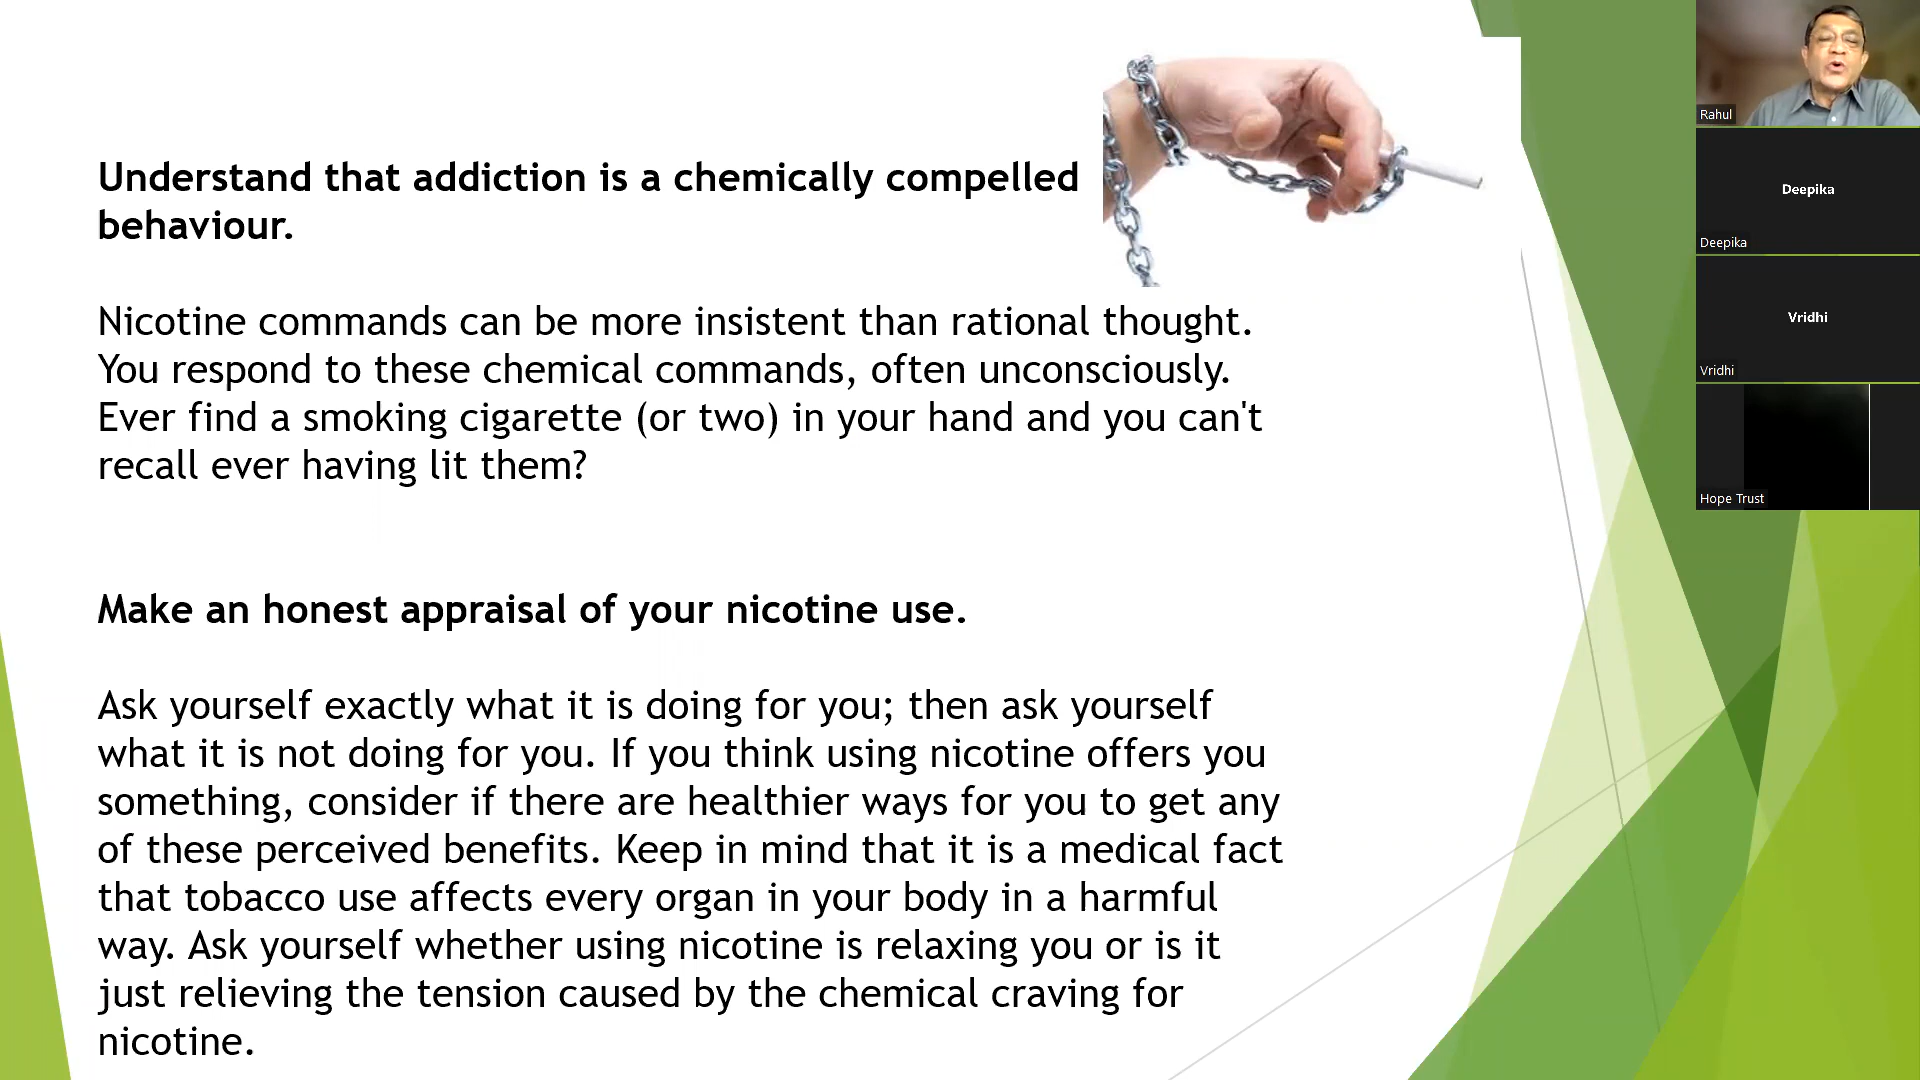 Understand that addiction is a chemically compelled
behaviour.
Nicotine commands can be more insistent than rational thought.
You respond to these chemical commands, often unconsciously.
Ever find a smoking cigarette (or two) in your hand and you can't
recall ever having lit them?
Make an honest appraisal of your nicotine use.
Ask yourself exactly what it is doing for you; then ask yourself
what it is not doing for you. If you think using nicotine offers you
something, consider if there are healthier ways for you to get any
of these perceived benefits. Keep in mind that it is a medical fact
that tobacco use affects every organ in your body in a harmful
way. Ask yourself whether using nicotine is relaxing you or is it
just relieving the tension caused by the chemical craving for
nicotine.
Rahul
Deepika
Deepika
Vridhi
Vridhi
Hope Trust